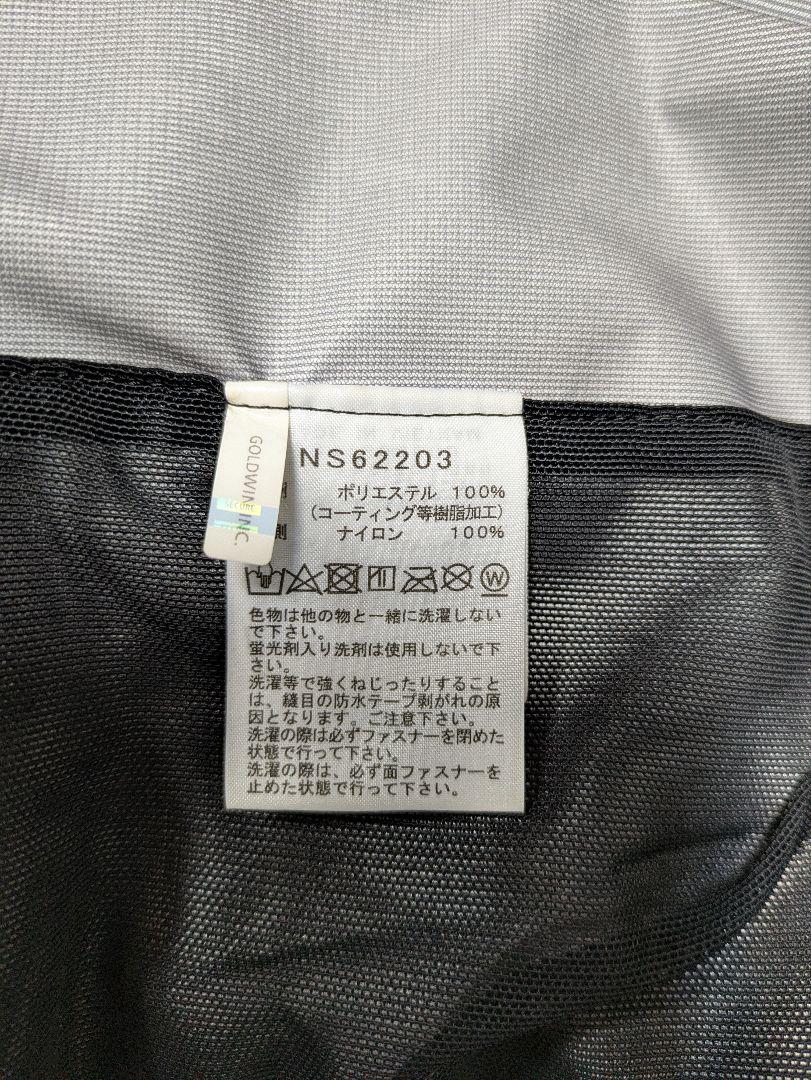 NS62203
GOLDWIN INC.
SECURE
ポリエステル 100%
(コーティング等樹脂加工)
側 ナイロン 100%
W
色物は他の物と一緒に洗濯しない
で下さい。
蛍光剤入り洗剤は使用しないで下
さい。
洗濯等で強くねじったりすること
は、縫目の防水テープ剥がれの原
因となります。ご注意下さい。
洗濯の際は必ずファスナーを閉めた
状態で行って下さい。
洗濯の際は、必ず面ファスナーを
止めた状態で行って下さい。